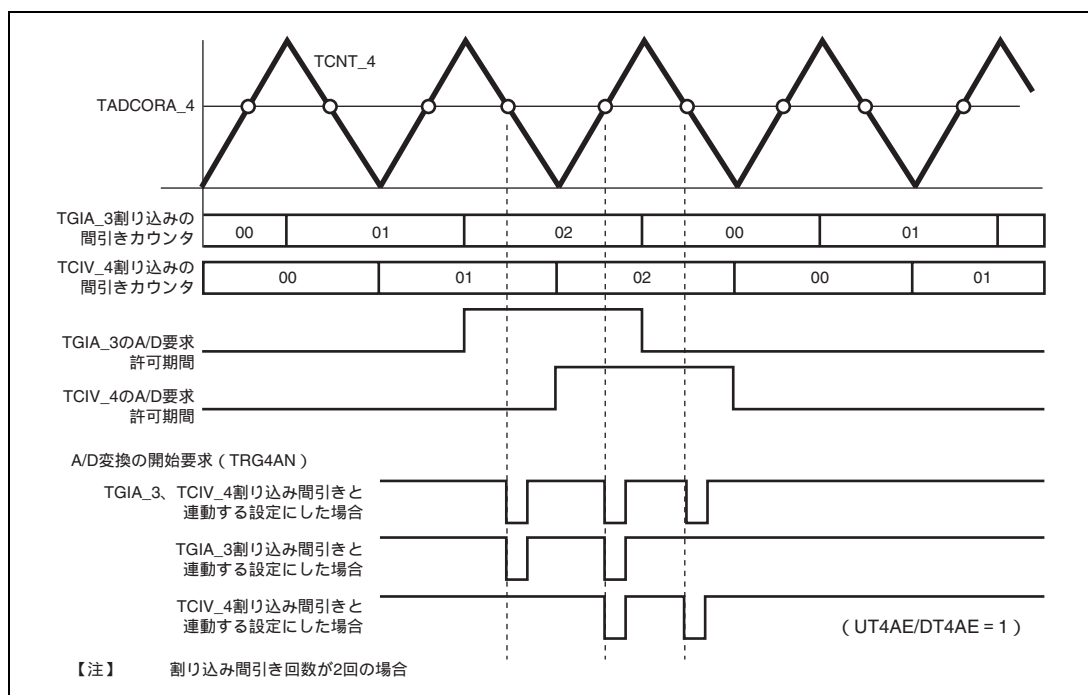 TCNT_4
TADCORA_4
TGIA_3割り込みの
間引きカウンタ
00 01 02 00 01
TCIV_4割り込みの
間引きカウンタ
00 01 02 00 01
TGIA_3のA/D要求
許可期間
TCIV_4のA/D要求
許可期間
A/D変換の開始要求（TRG4AN）
TGIA_3、TCIV_4割り込み間引きと
連動する設定にした場合
TGIA_3割り込み間引きと
連動する設定にした場合
TCIV_4割り込み間引きと
連動する設定にした場合
（UT4AE/DT4AE = 1）
【注】 割り込み間引き回数が2回の場合